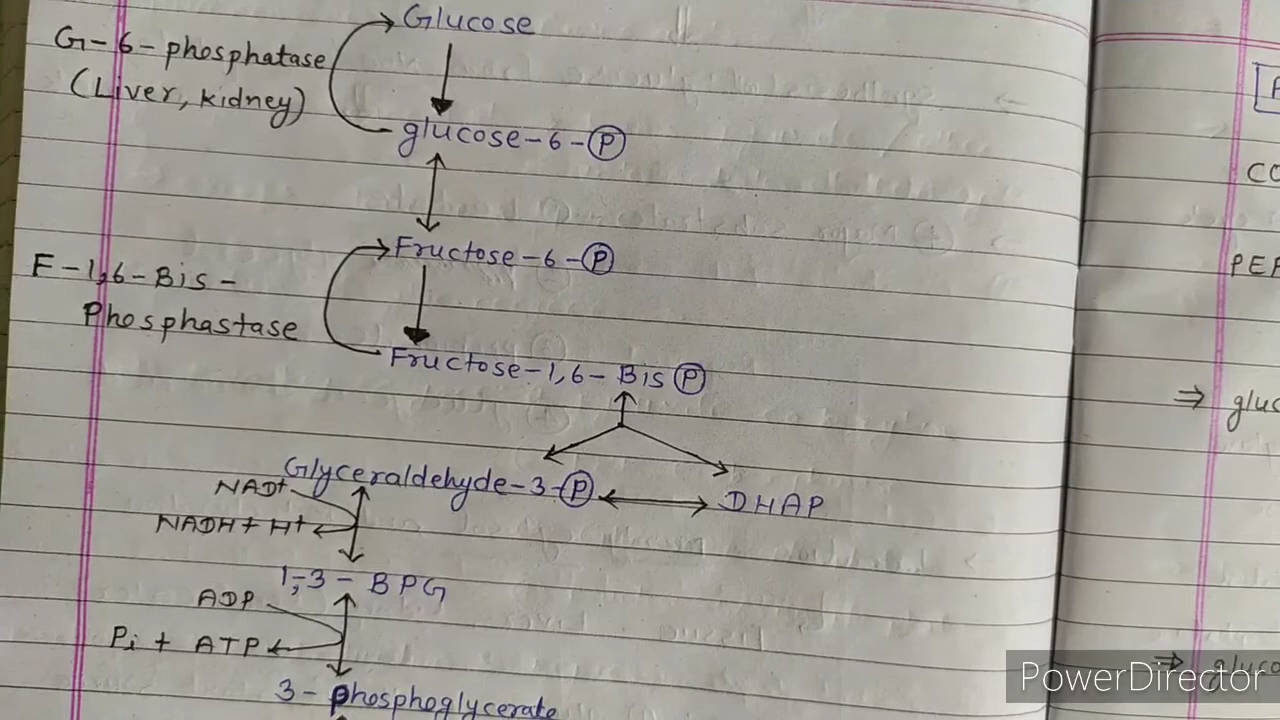 Glucose
G-6-phosphatase
(Liver, kidney)
glucose-6-P
Fructose-6-P
F-1,6-Bis-
Phosphastase
Fructose-1,6-Bis P
Glyceraldehyde-3-P
DHAP
NAD+
NADH + H+
1,3-BPG
ADP
Pi + ATP
3-phosphoglycerate
CO
PEP
⇒ gluc
⇒ gluco
PowerDirector